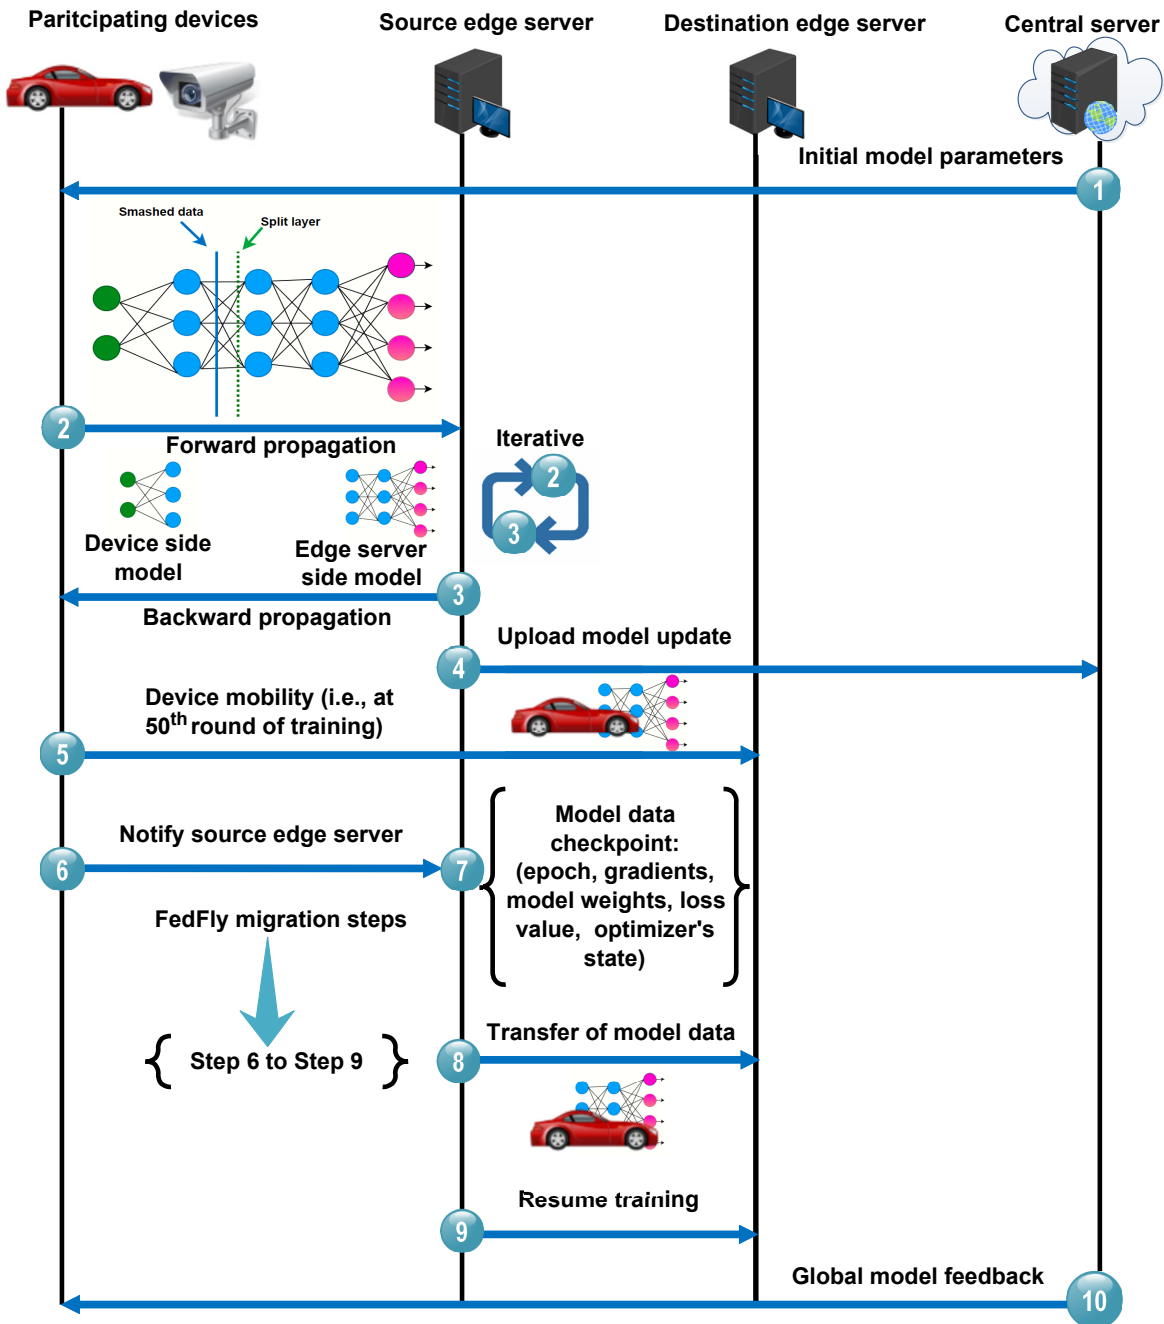 Paritcipating devices
Source edge server
Destination edge server
Central server
Initial model parameters
1
Smashed data
Split layer
2
Forward propagation
Iterative
2
3
Device side
model
Edge server
side model
3
Backward propagation
Upload model update
4
Device mobility (i.e., at
50th round of training)
5
Notify source edge server
6
7
Model data
checkpoint:
(epoch, gradients,
model weights, loss
value, optimizer's
state)
FedFly migration steps
Step 6 to Step 9
Transfer of model data
8
Resume training
9
Global model feedback
10